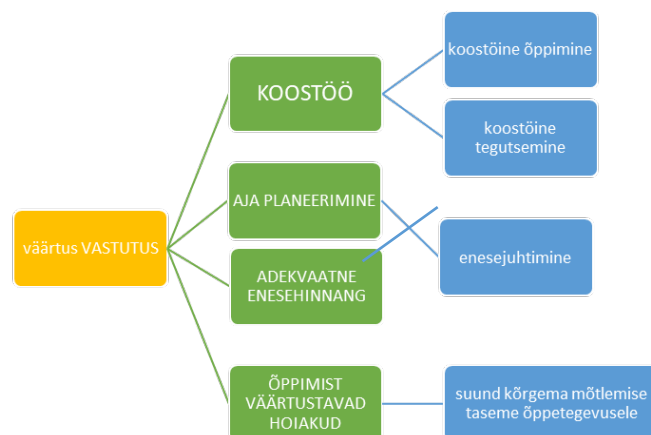 väärtus VASTUTUS
KOOSTÖÖ
koostöine õppimine
koostöine
tegutsemine
AJA PLANEERIMINE
ADEKVAATNE
ENESEHINNANG
enesejuhtimine
ÕPPIMIST
VÄÄRTUSTAVAD
HOIAKUD
suund kõrgema mõtlemise
taseme õppetegevusele